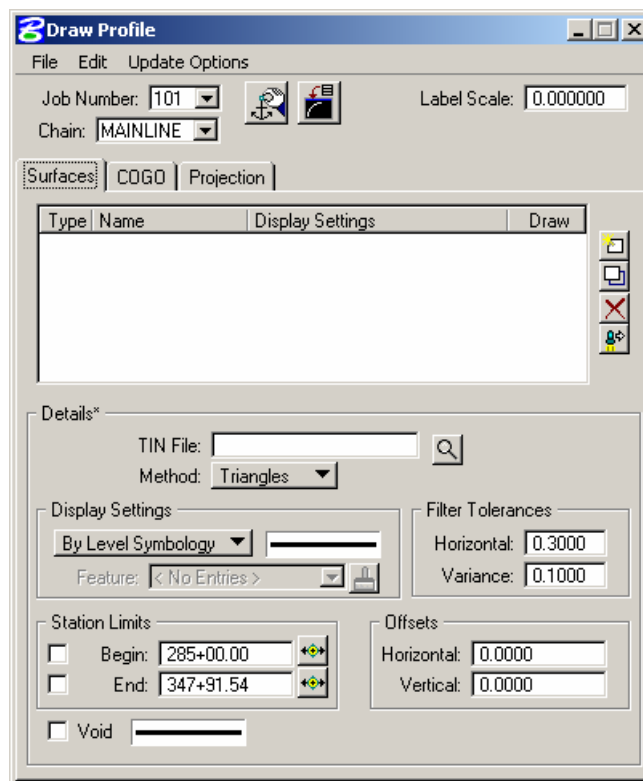 Draw Profile
File Edit Update Options
Job Number: 101
Label Scale: 0.000000
Chain: MAINLINE
Surfaces COGO Projection
Type Name Display Settings Draw
Details*
TIN File:
Method: Triangles
Display Settings
By Level Symbology
Feature: < No Entries >
Filter Tolerances
Horizontal: 0.3000
Variance: 0.1000
Station Limits
Begin: 285+00.00
End: 347+91.54
Offsets
Horizontal: 0.0000
Vertical: 0.0000
Void